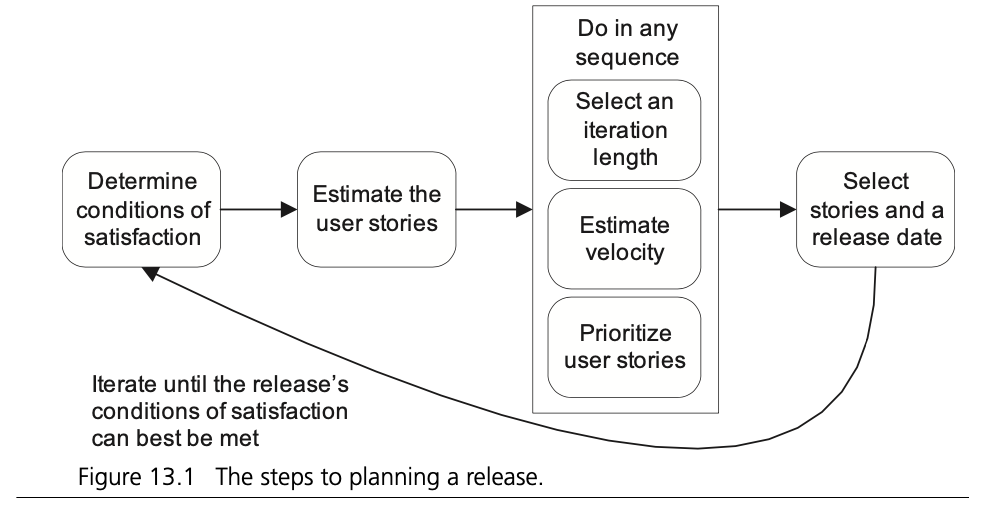 Determine
conditions of
satisfaction
Estimate the
user stories
Do in any
sequence
Select an
iteration
length
Estimate
velocity
Prioritize
user stories
Select
stories and a
release date
Iterate until the release’s
conditions of satisfaction
can best be met
Figure 13.1 The steps to planning a release.